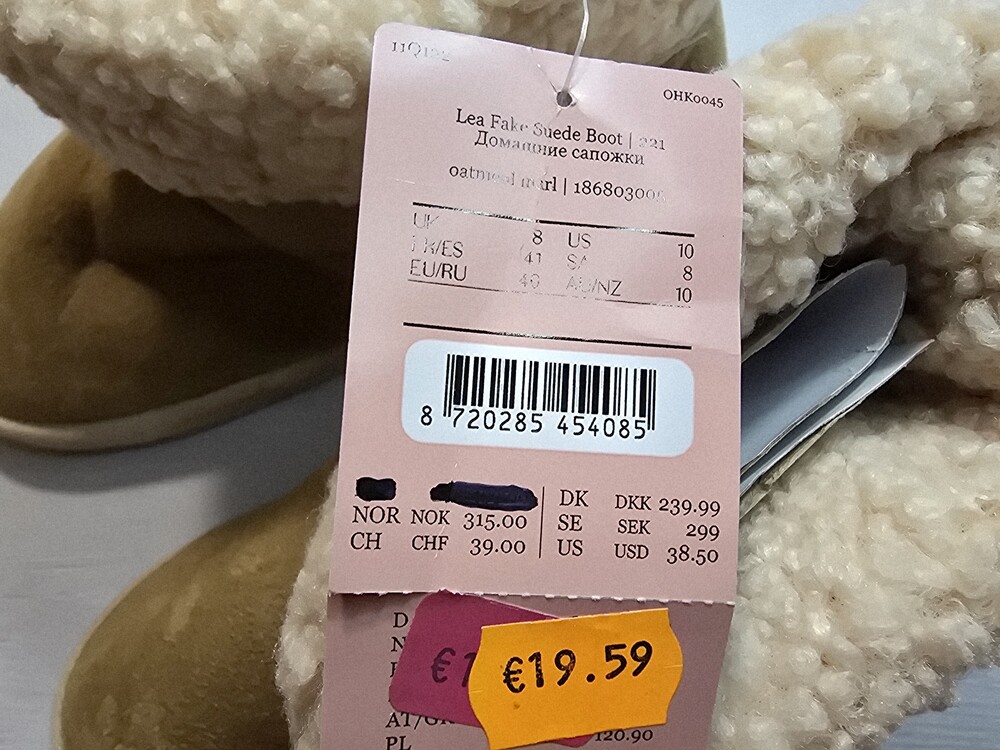 OHK0045
Lea Fake Suede Boot | 221
Домашние сапожки
oatmeal | 186803005
UK 8 US 10
FR/ES 41 SA 8
EU/RU 40 AU/NZ 10
8 720285 454085
NOR NOK 315.00
CH CHF 39.00
DK DKK 239.99
SE SEK 299
US USD 38.50
€19.59
PL 120.90